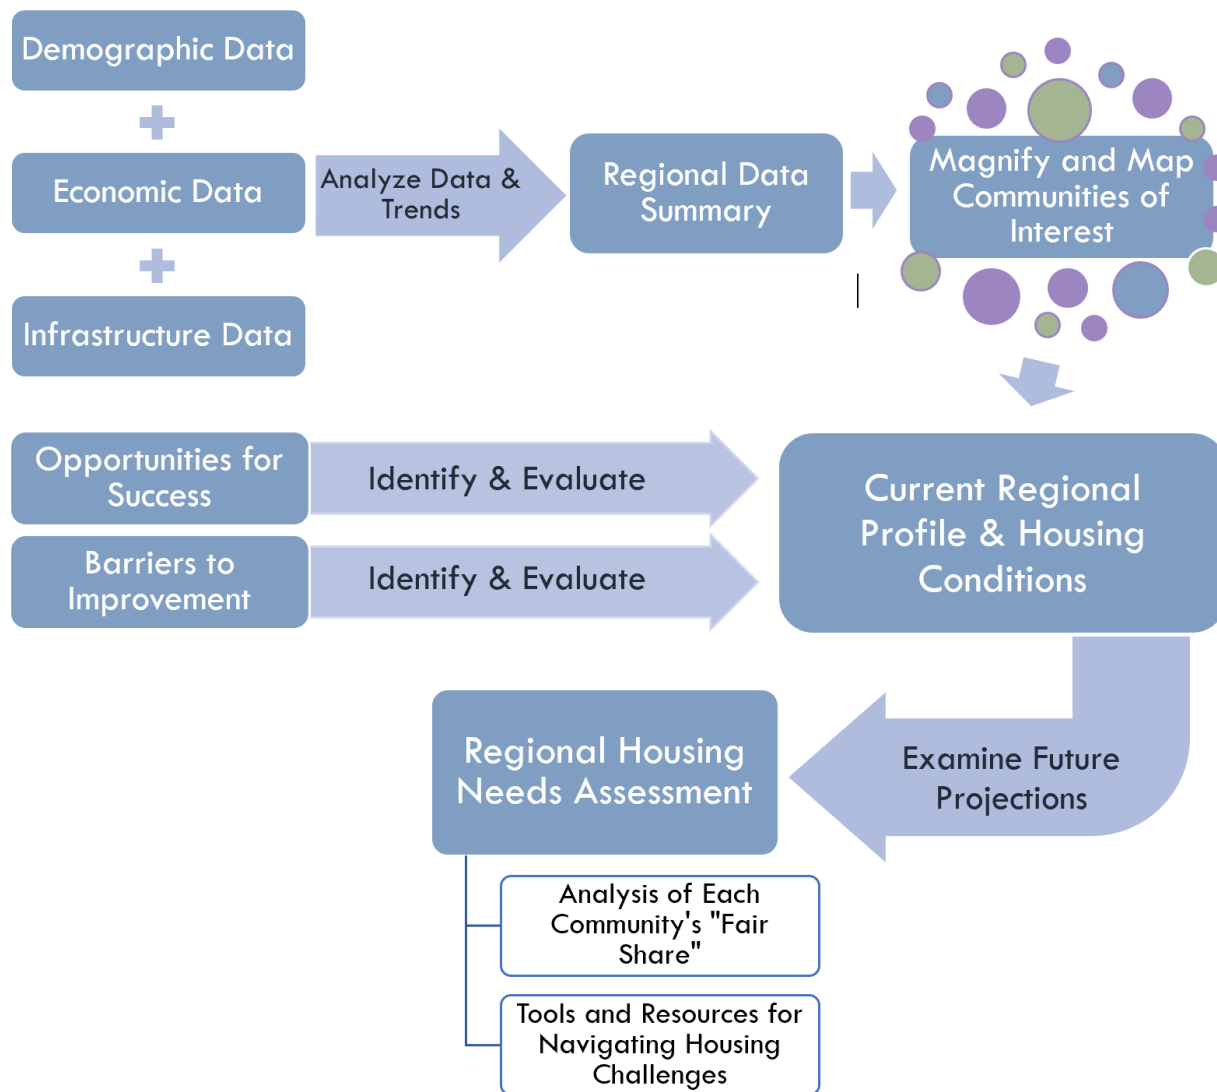 Demographic Data
Economic Data
Infrastructure Data
Analyze Data &
Trends
Regional Data
Summary
Magnify and Map
Communities of
Interest
Opportunities for
Success
Identify & Evaluate
Barriers to
Improvement
Identify & Evaluate
Current Regional
Profile & Housing
Conditions
Examine Future
Projections
Regional Housing
Needs Assessment
Analysis of Each
Community's "Fair
Share"
Tools and Resources for
Navigating Housing
Challenges